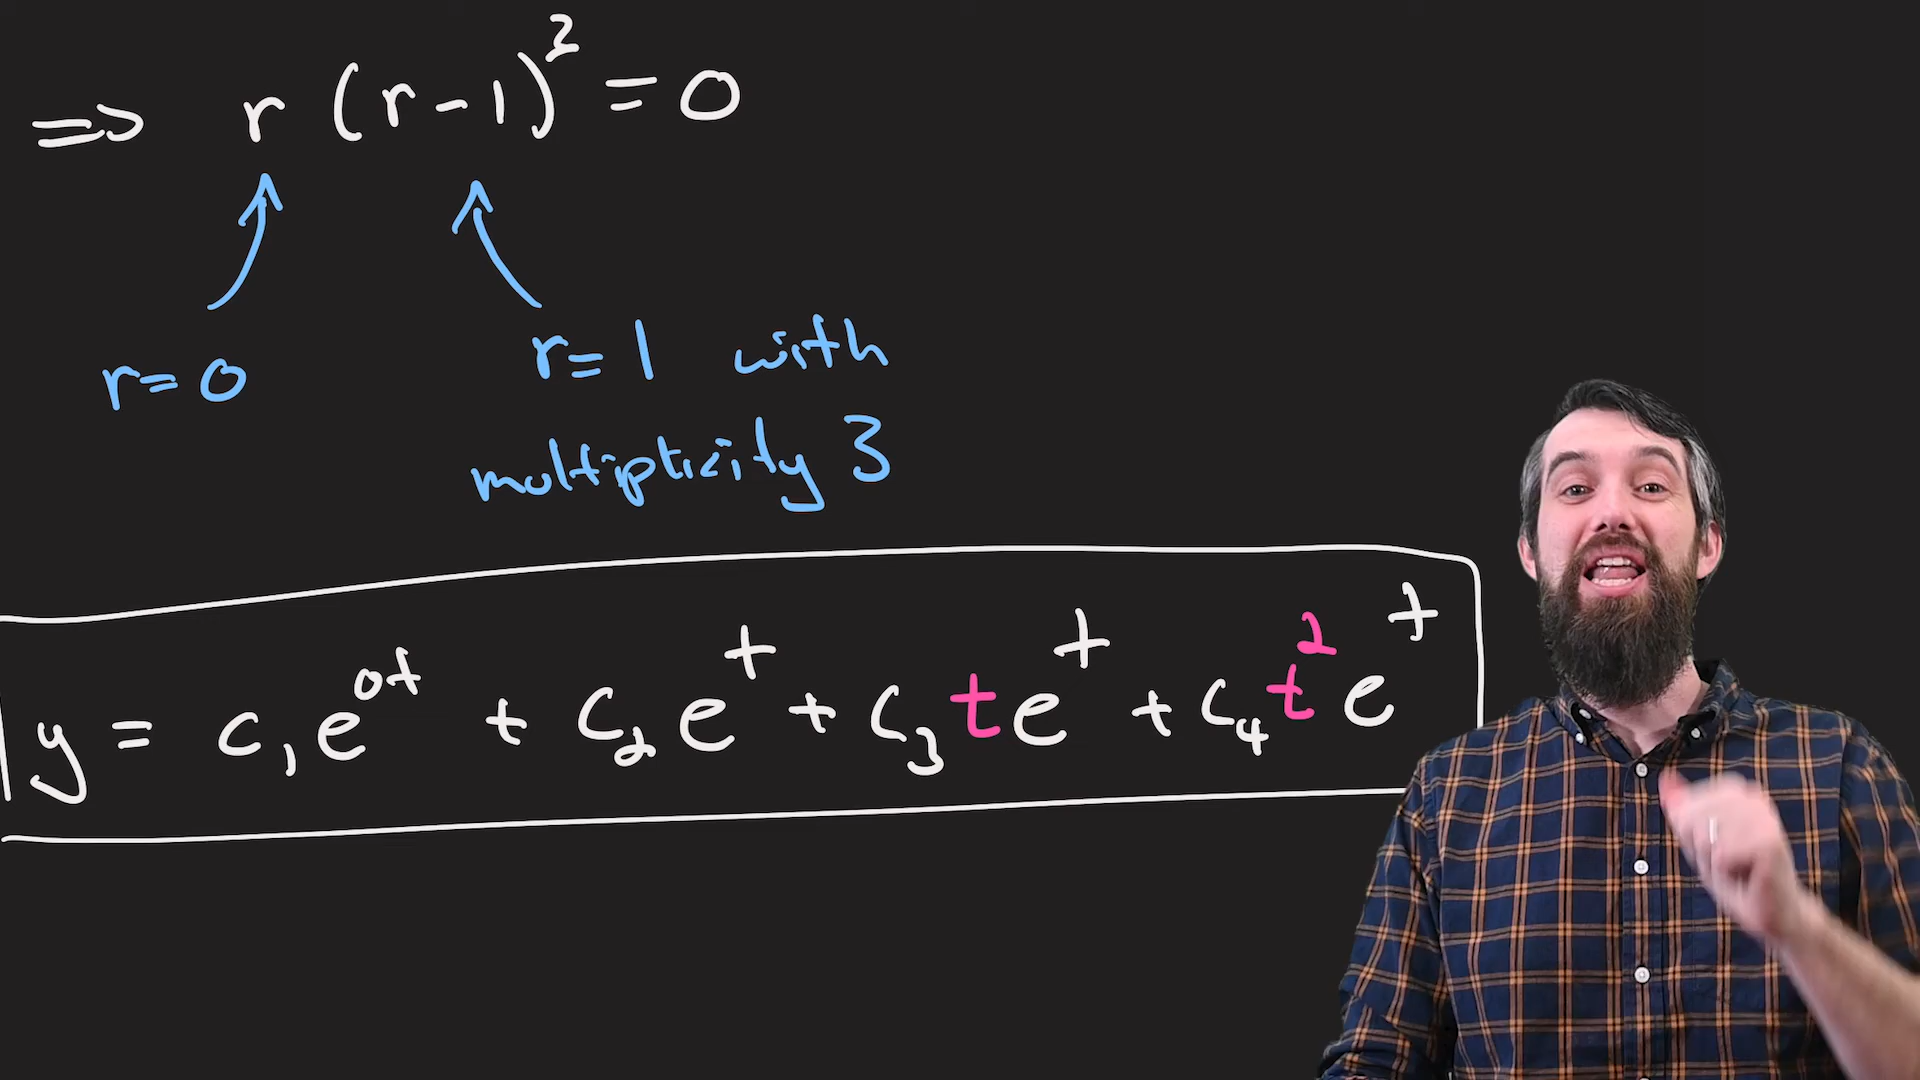 ⇒ r (r-1)² = 0
r=0
r=1 with
multiplicity 3
y = c₁e^{0t} + c₂e^t + c₃te^t + c₄t²e^t